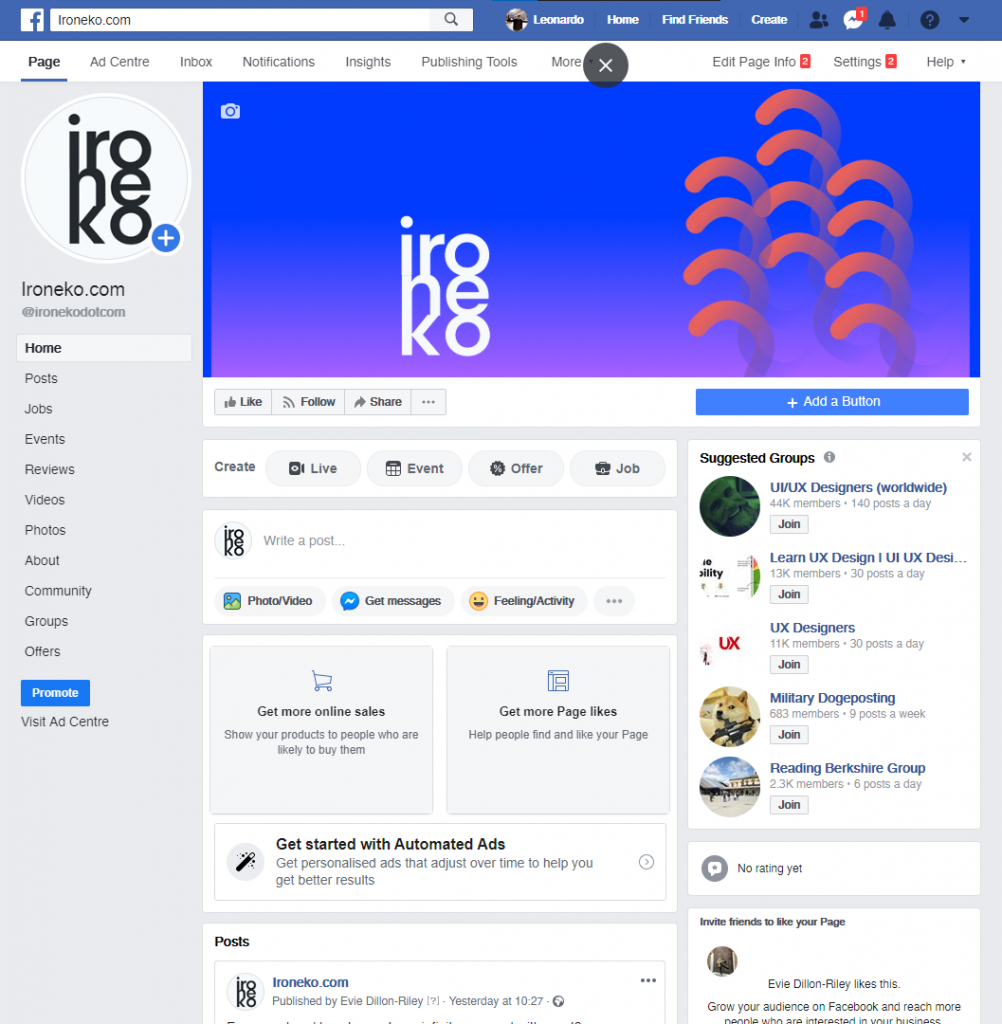 Ironeko.com
Leonardo Home Find Friends Create 1
Page Ad Centre Inbox Notifications Insights Publishing Tools More Edit Page Info 2 Settings 2 Help
iro
ne
ko
iro
ne
ko
Ironeko.com
@ironekodotcom
Home
Posts
Jobs
Events
Reviews
Videos
Photos
About
Community
Groups
Offers
Promote
Visit Ad Centre
Like Follow Share ...
+ Add a Button
Create Live Event Offer Job
iro
ne
ko
Write a post...
Photo/Video Get messages Feeling/Activity ...
Get more online sales
Show your products to people who are
likely to buy them
Get more Page likes
Help people find and like your Page
Get started with Automated Ads
Get personalised ads that adjust over time to help you
get better results
Posts
iro
ne
ko
Ironeko.com
Published by Evie Dillon-Riley [?] · Yesterday at 10:27 ·
Suggested Groups
UI/UX Designers (worldwide)
44K members • 140 posts a day
Join
Learn UX Design | UI UX Desi...
13K members • 30 posts a day
Join
UX Designers
11K members • 30 posts a day
Join
UX
Military Dogeposting
683 members • 9 posts a week
Join
Reading Berkshire Group
2.3K members • 6 posts a day
Join
No rating yet
Invite friends to like your Page
Evie Dillon-Riley likes this.
Grow your audience on Facebook and reach more
people who are interested in your business.